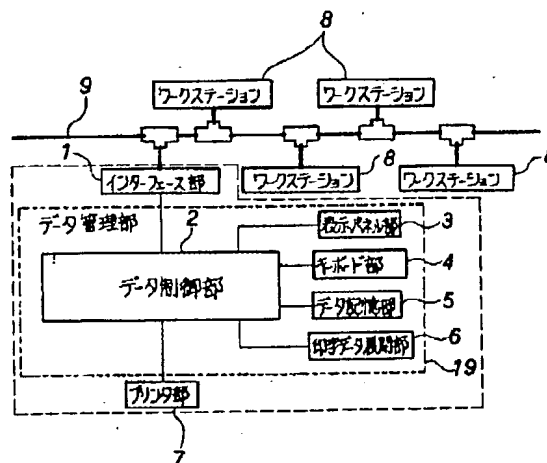 8
ワークステーション
ワークステーション
9
1
8
8
インターフェース部
ワークステーション
ワークステーション
データ管理部
2
表示パネル部
3
データ制御部
キーボード部
4
データ記憶部
5
印字データ展開部
6
19
プリンタ部
7